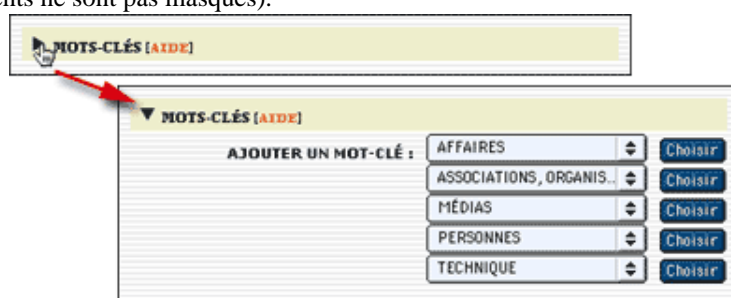 ents ne sont pas masqués).
MOTS-CLÉS [AIDE]
MOTS-CLÉS [AIDE]
AJOUTER UN MOT-CLÉ : AFFAIRES Choisir
ASSOCIATIONS, ORGANIS.. Choisir
MÉDIAS Choisir
PERSONNES Choisir
TECHNIQUE Choisir